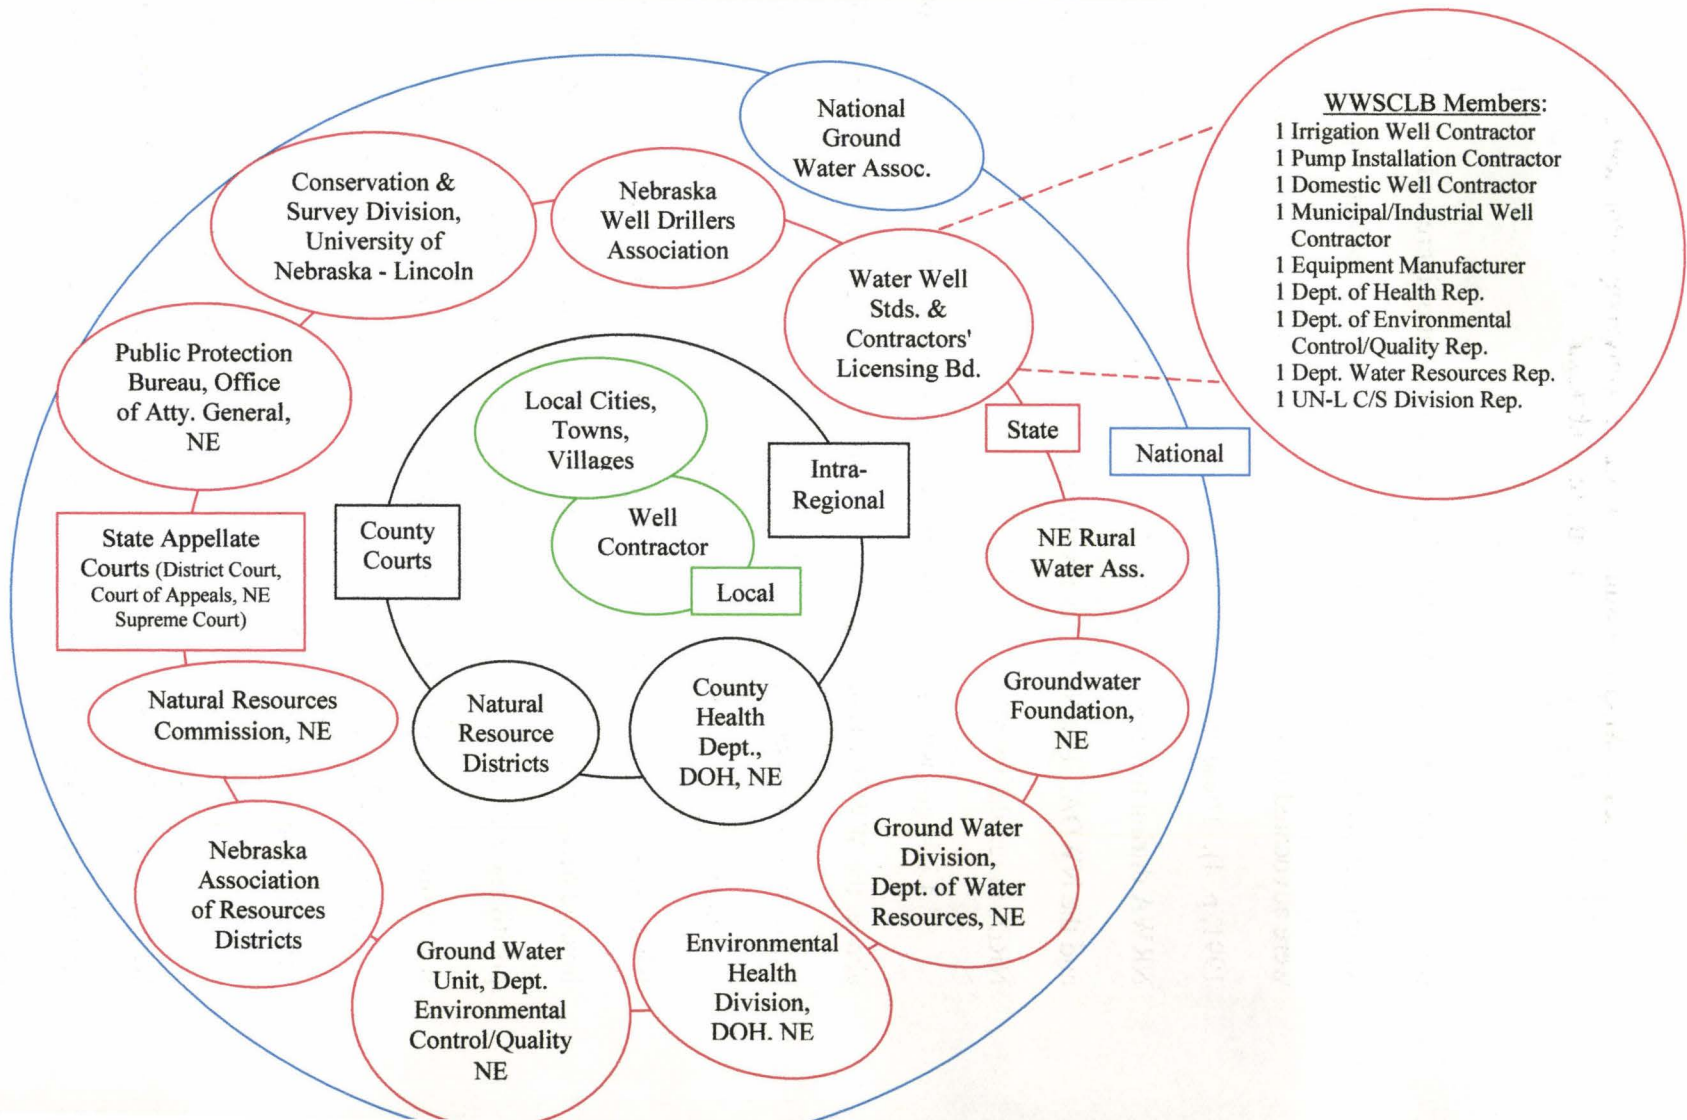 National
Ground
Water Assoc.
WWSCLB Members:
1 Irrigation Well Contractor
1 Pump Installation Contractor
1 Domestic Well Contractor
1 Municipal/Industrial Well
Contractor
1 Equipment Manufacturer
1 Dept. of Health Rep.
1 Dept. of Environmental
Control/Quality Rep.
1 Dept. Water Resources Rep.
1 UN-L C/S Division Rep.
Conservation &
Survey Division,
University of
Nebraska - Lincoln
Nebraska
Well Drillers
Association
Water Well
Stds. &
Contractors'
Licensing Bd.
Public Protection
Bureau, Office
of Atty. General,
NE
Local Cities,
Towns,
Villages
State
National
Intra-
Regional
County
Courts
Well
Contractor
Local
State Appellate
Courts (District Court,
Court of Appeals, NE
Supreme Court)
NE Rural
Water Ass.
Natural Resources
Commission, NE
Natural
Resource
Districts
County
Health
Dept.,
DOH, NE
Groundwater
Foundation,
NE
Nebraska
Association
of Resources
Districts
Ground Water
Division,
Dept. of Water
Resources, NE
Ground Water
Unit, Dept.
Environmental
Control/Quality
NE
Environmental
Health
Division,
DOH. NE